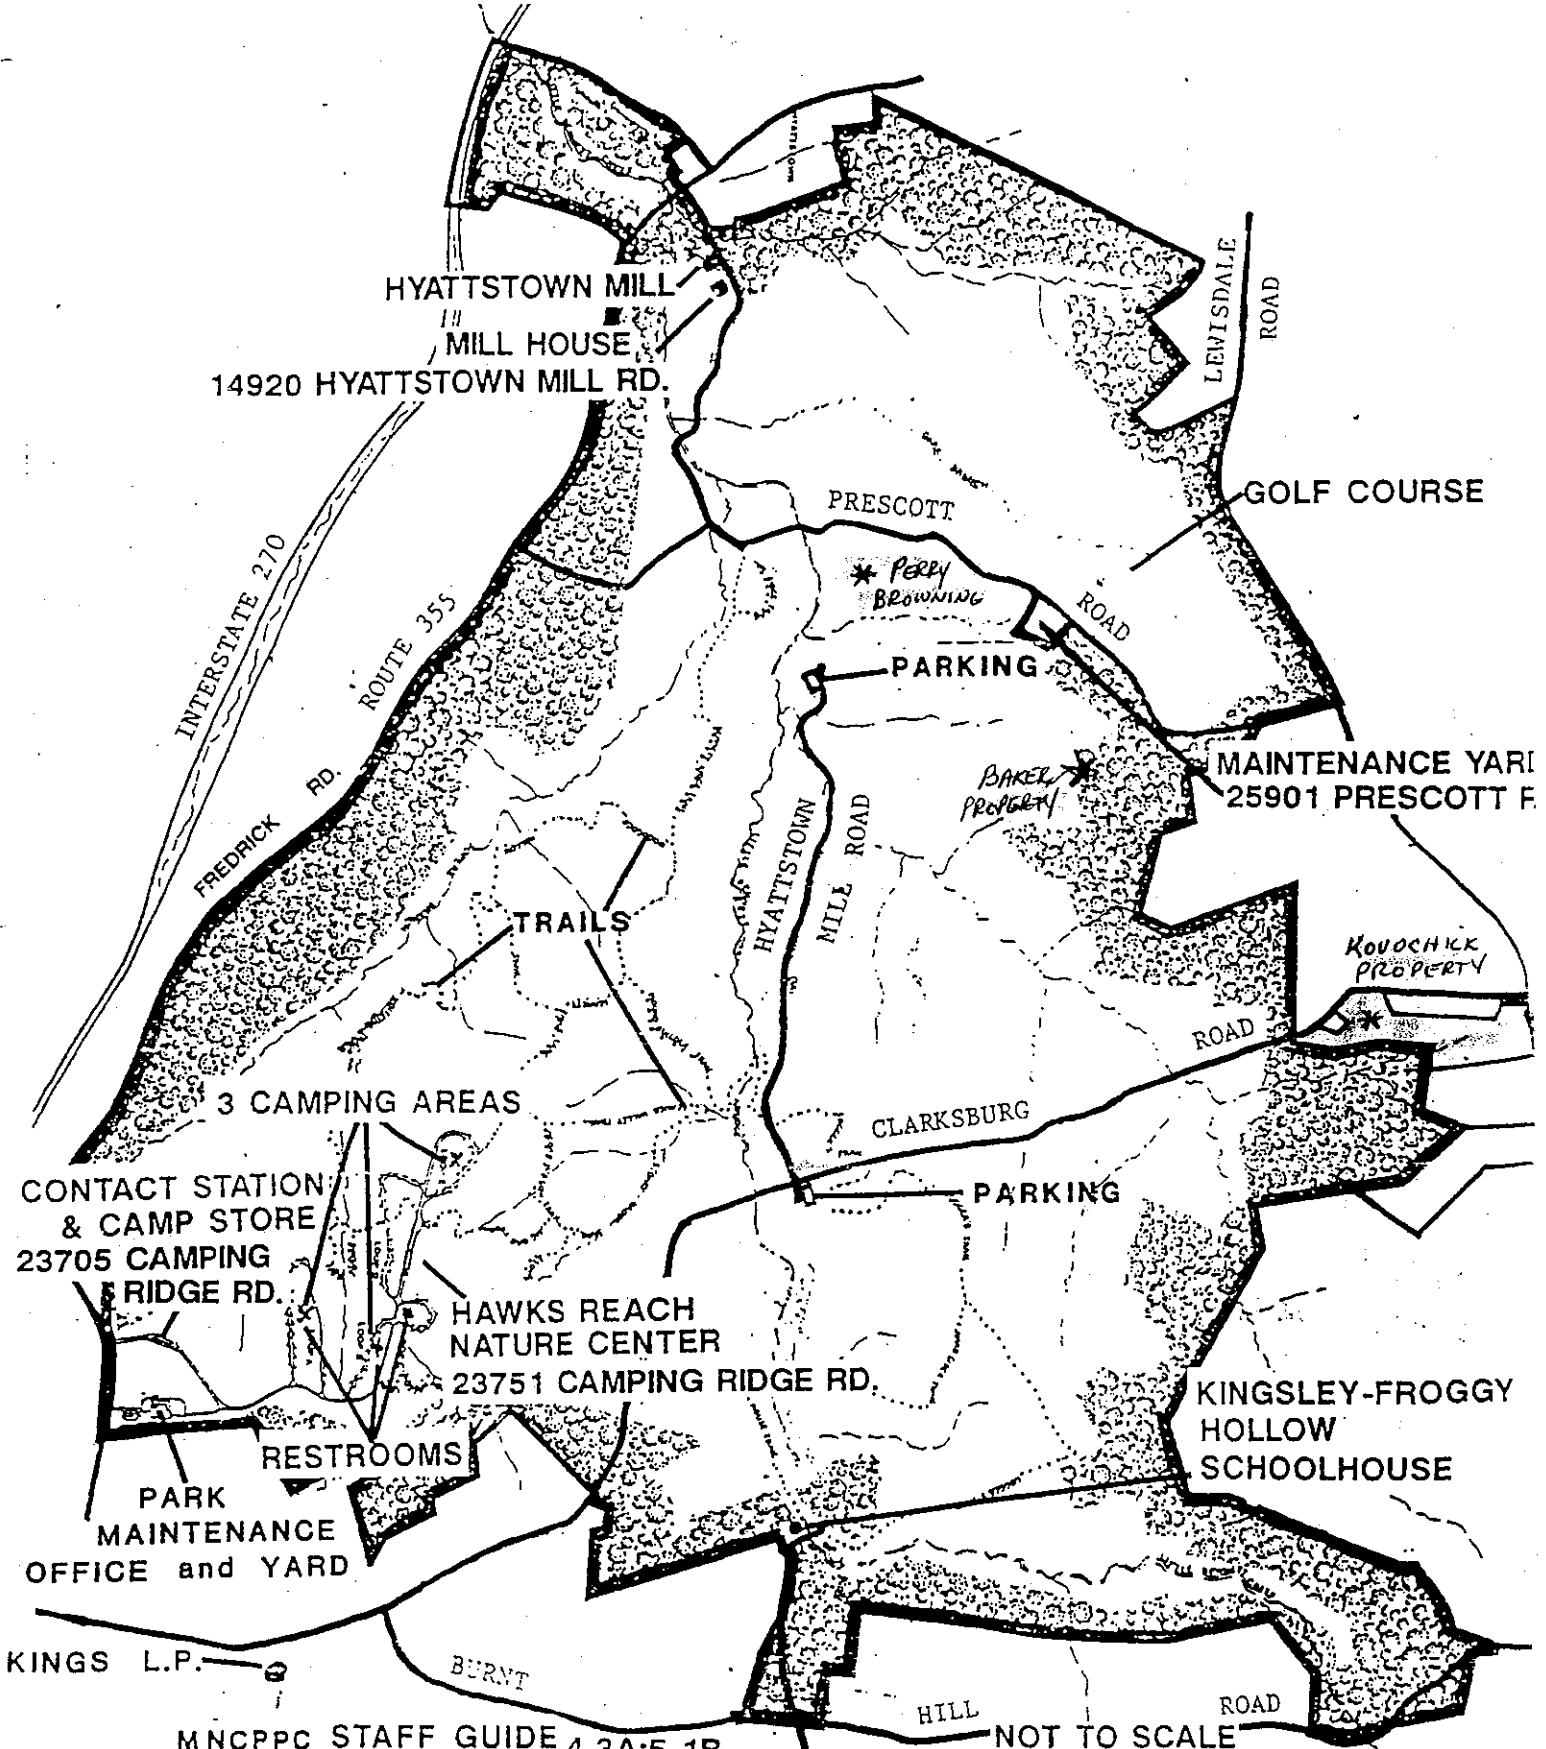 HYATTSTOWN MILL
MILL HOUSE
14920 HYATTSTOWN MILL RD.
LEWISDALE
ROAD
GOLF COURSE
PRESCOTT
ROAD
* PERRY
BROWNING
PARKING
INTERSTATE 270
ROUTE 355
FREDRICK RD.
MAINTENANCE YARD
25901 PRESCOTT
BAKER
PROPERTY
HYATTSTOWN
MILL ROAD
TRAILS
KOVOCHICK
PROPERTY
*
ROAD
CLARKSBURG
3 CAMPING AREAS
PARKING
CONTACT STATION
& CAMP STORE
23705 CAMPING
RIDGE RD.
HAWKS REACH
NATURE CENTER
23751 CAMPING RIDGE RD.
KINGSLEY-FROGGY
HOLLOW
SCHOOLHOUSE
RESTROOMS
PARK
MAINTENANCE
OFFICE and YARD
KINGS L.P.
BURNT
HILL
ROAD
MNCPPC STAFF GUIDE
NOT TO SCALE